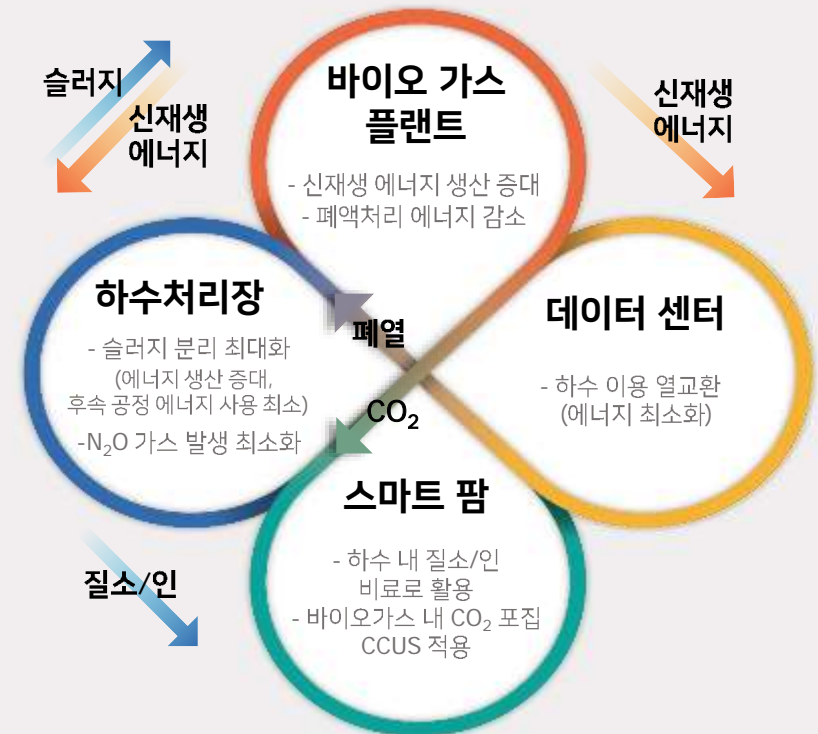 슬러지
신재생
에너지
바이오 가스
플랜트
- 신재생 에너지 생산 증대
- 폐액처리 에너지 감소
신재생
에너지
하수처리장
- 슬러지 분리 최대화
(에너지 생산 증대,
후속 공정 에너지 사용 최소)
-N₂O 가스 발생 최소화
폐열
CO₂
데이터 센터
- 하수 이용 열교환
(에너지 최소화)
스마트 팜
- 하수 내 질소/인
비료로 활용
- 바이오가스 내 CO₂ 포집
CCUS 적용
질소/인